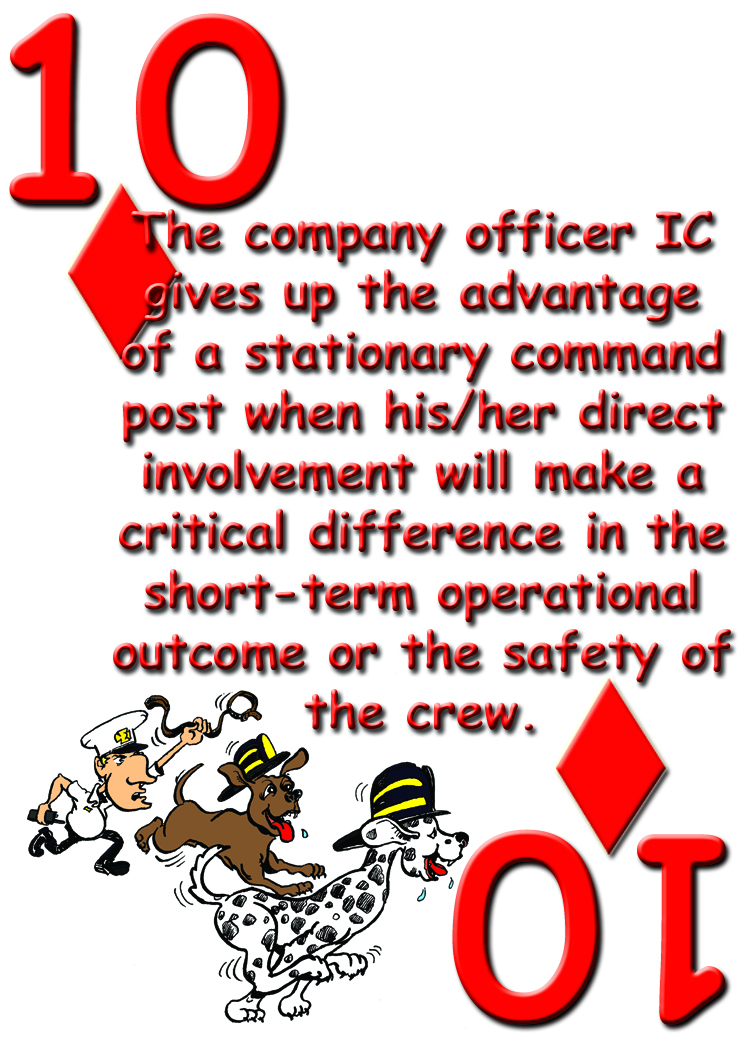 10
The company officer IC
gives up the advantage
of a stationary command
post when his/her direct
involvement will make a
critical difference in the
short-term operational
outcome or the safety of
the crew.
10